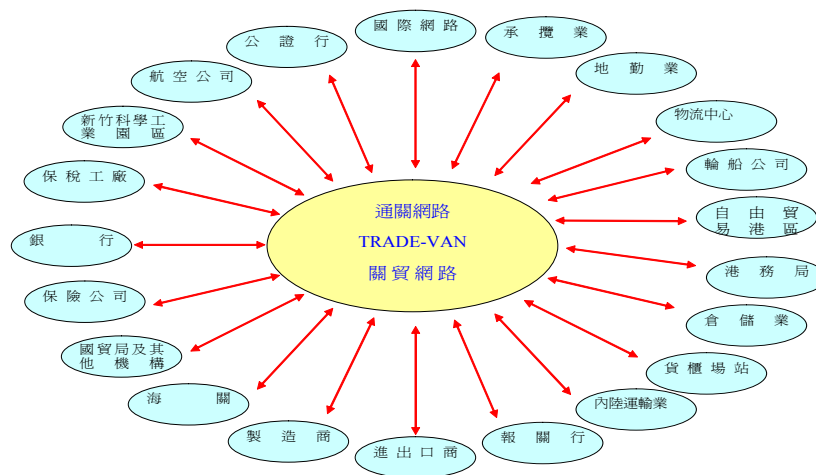 國際網路
承攬業
地勤業
物流中心
輪船公司
自由貿
易港區
港務局
倉儲業
貨櫃場站
內陸運輸業
報關行
進出口商
製造商
海關
國貿局及其
他機構
保險公司
銀行
保稅工廠
新竹科學工
業園區
航空公司
公證行
通關網路
TRADE-VAN
關貿網路